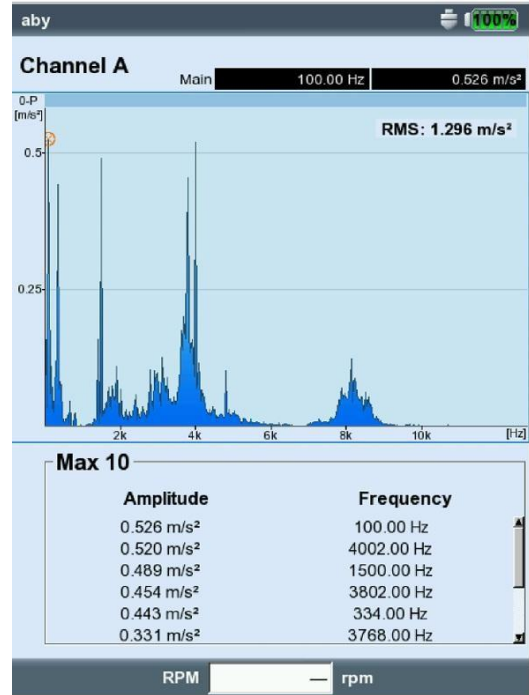 aby 100%
Channel A Main 100.00 Hz 0.526 m/s²
0-P
[m/s²]
RMS: 1.296 m/s²
0.5
0.25
2k 4k 6k 8k 10k [Hz]
Max 10
Amplitude Frequency
0.526 m/s² 100.00 Hz
0.520 m/s² 4002.00 Hz
0.489 m/s² 1500.00 Hz
0.454 m/s² 3802.00 Hz
0.443 m/s² 334.00 Hz
0.331 m/s² 3768.00 Hz
RPM — rpm